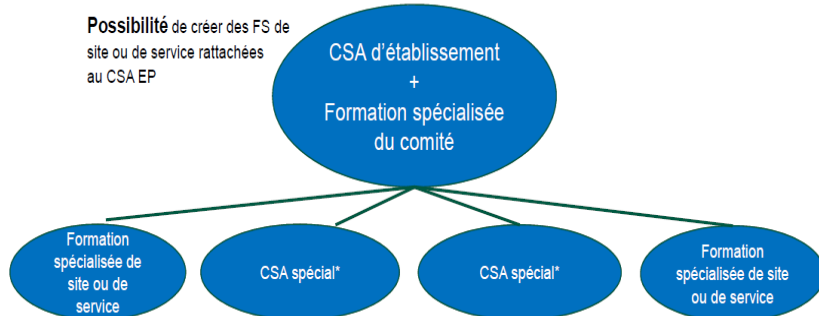 Possibilité de créer des FS de
site ou de service rattachées
au CSA EP
CSA d'établissement
+
Formation spécialisée
du comité
Formation
spécialisée de
site ou de
service
CSA spécial*
CSA spécial*
Formation
spécialisée de site
ou de service